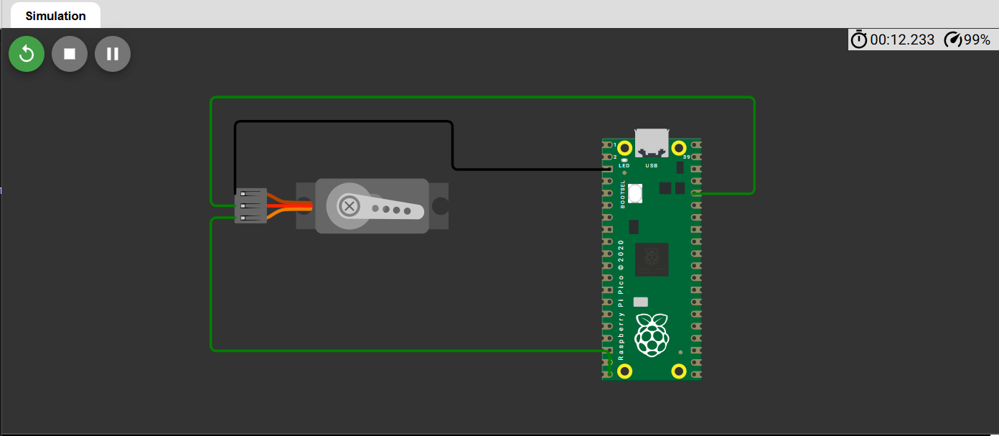 Simulation
00:12.233 99%
1
2
39
LED
USB
BOOTSEL
Raspberry Pi Pico © 2020